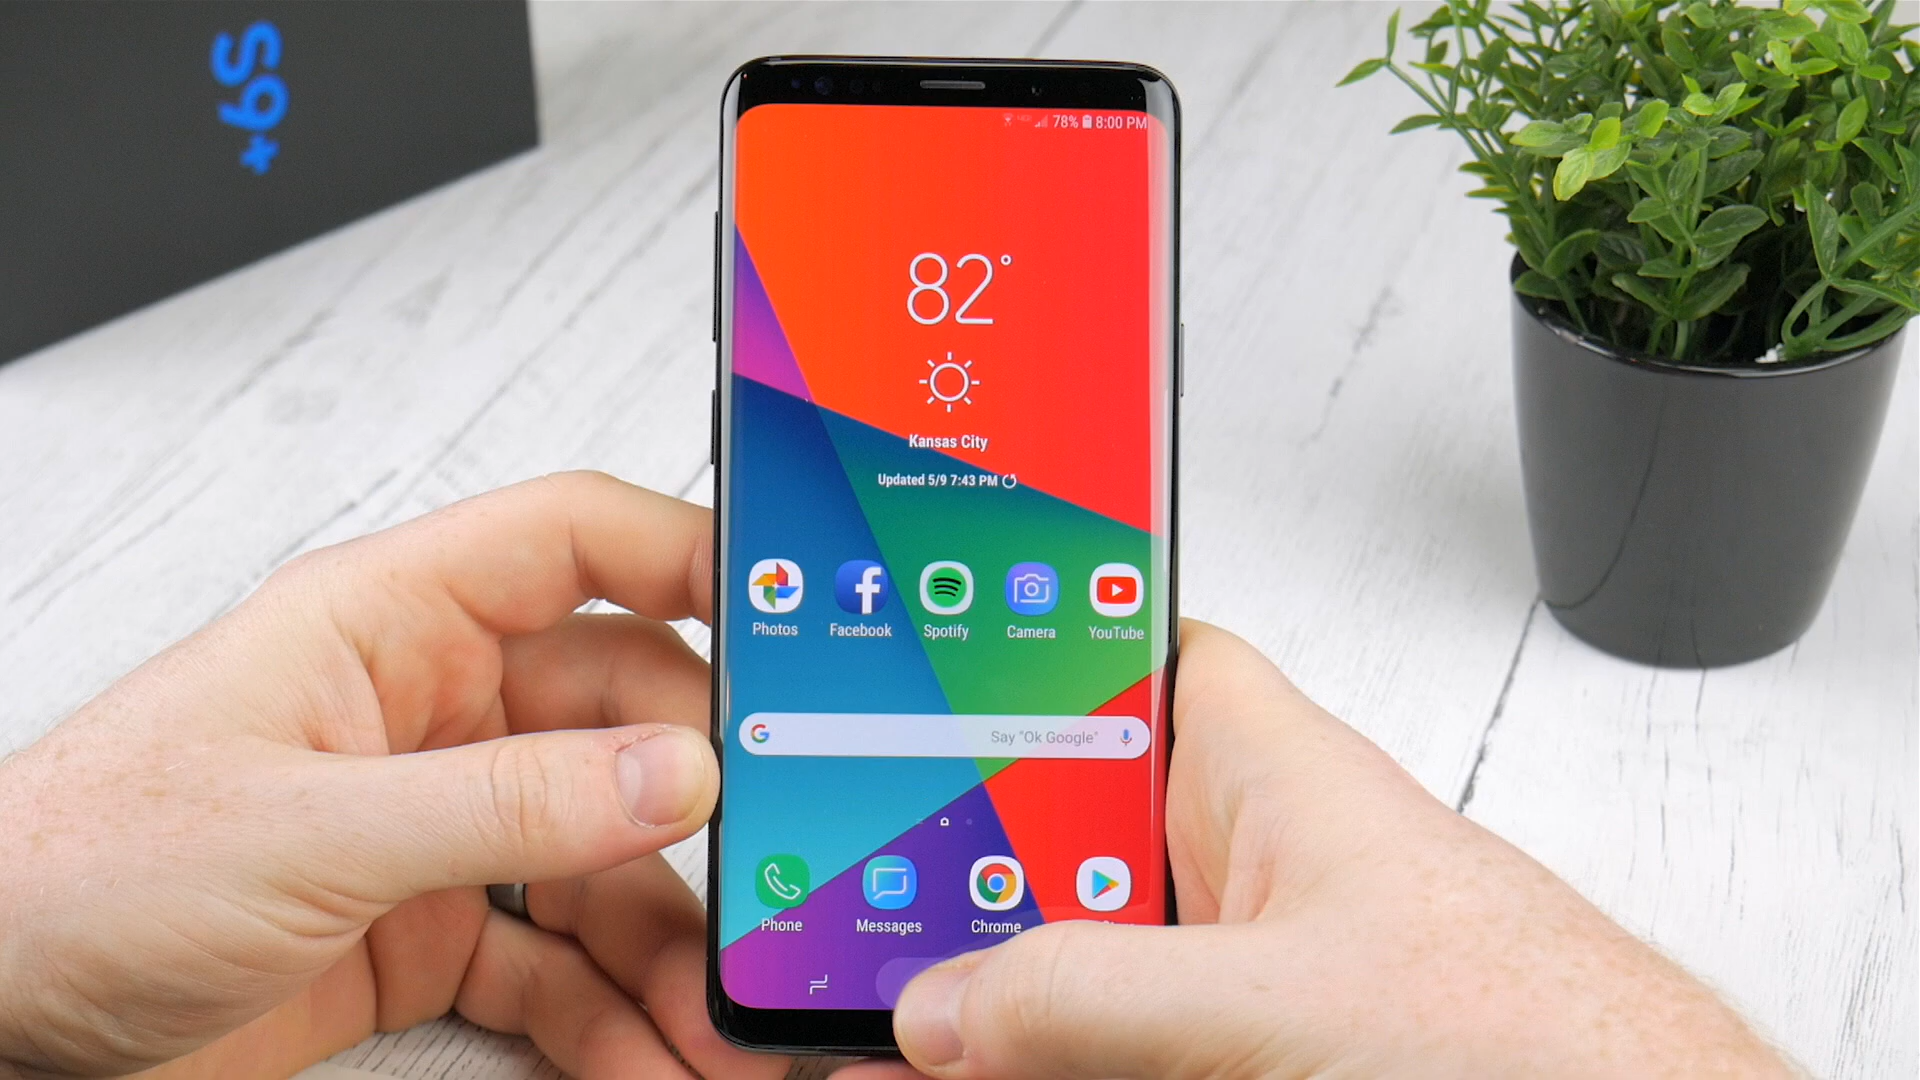 S9+
78% 8:00 PM
82°
Kansas City
Updated 5/9 7:43 PM
Photos
Facebook
Spotify
Camera
YouTube
Say "Ok Google"
Phone
Messages
Chrome